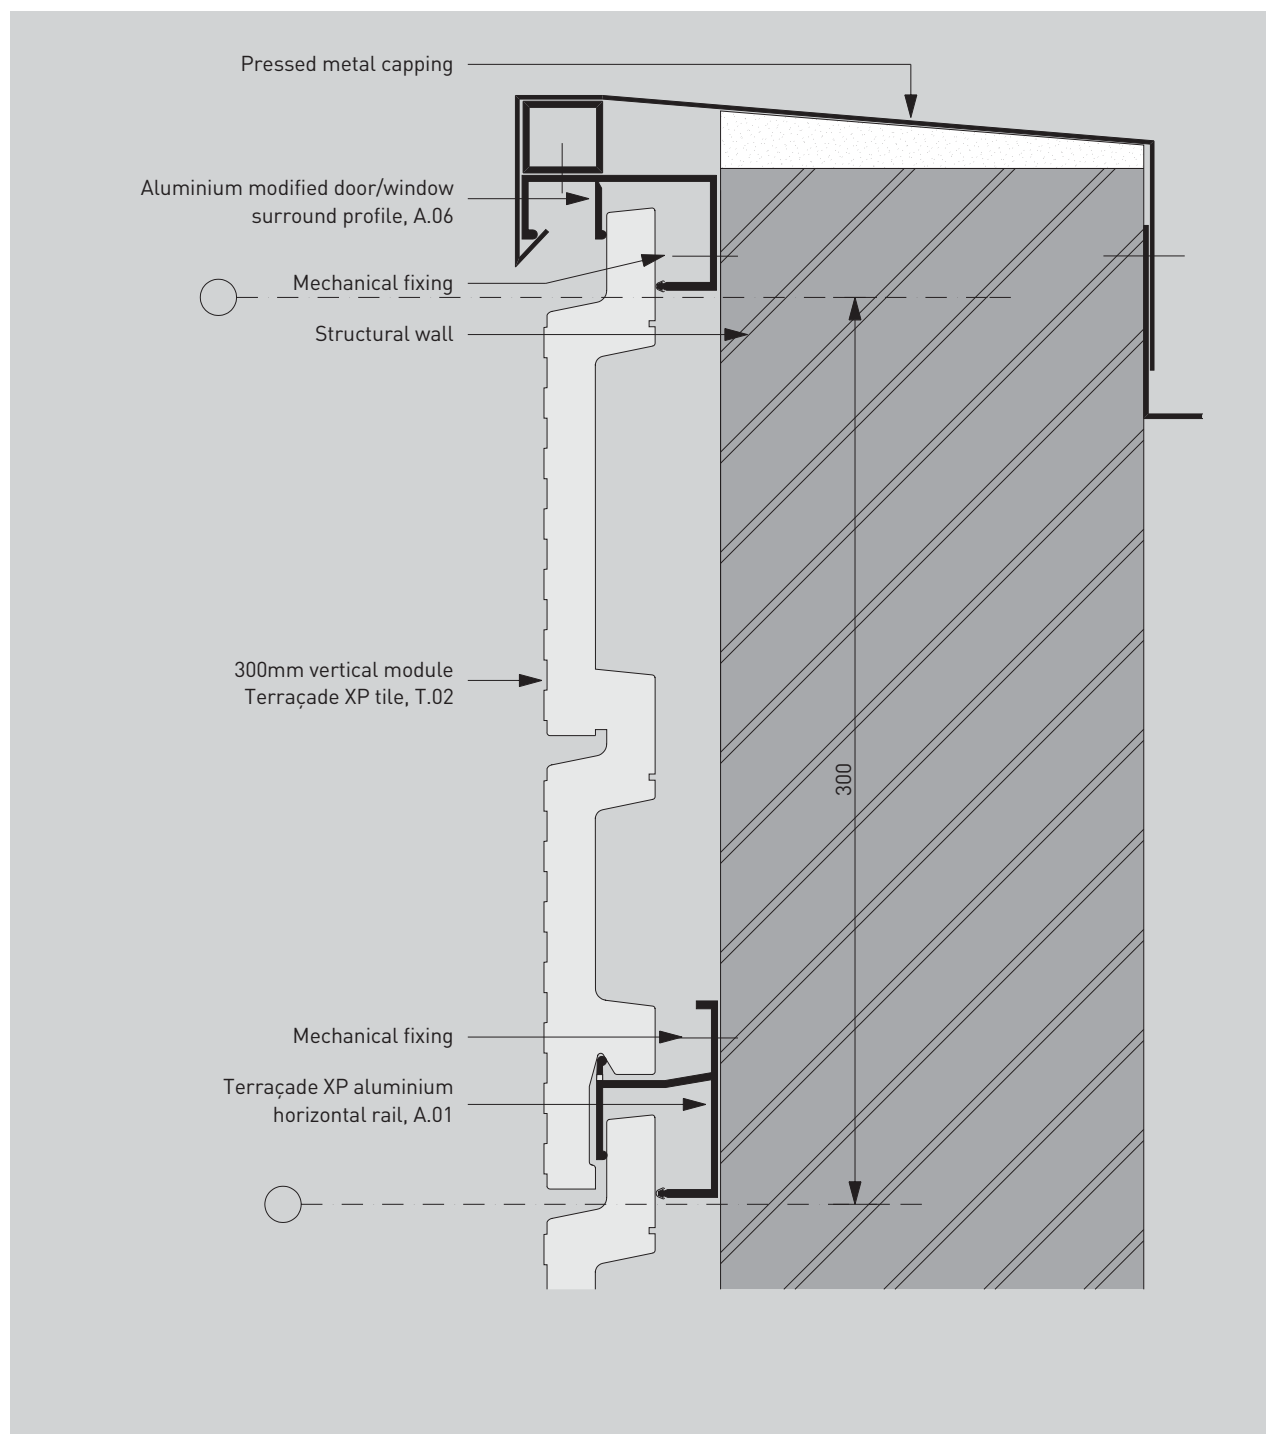 Pressed metal capping
Aluminium modified door/window
surround profile, A.06
Mechanical fixing
Structural wall
300mm vertical module
Terraçade XP tile, T.02
300
Mechanical fixing
Terraçade XP aluminium
horizontal rail, A.01